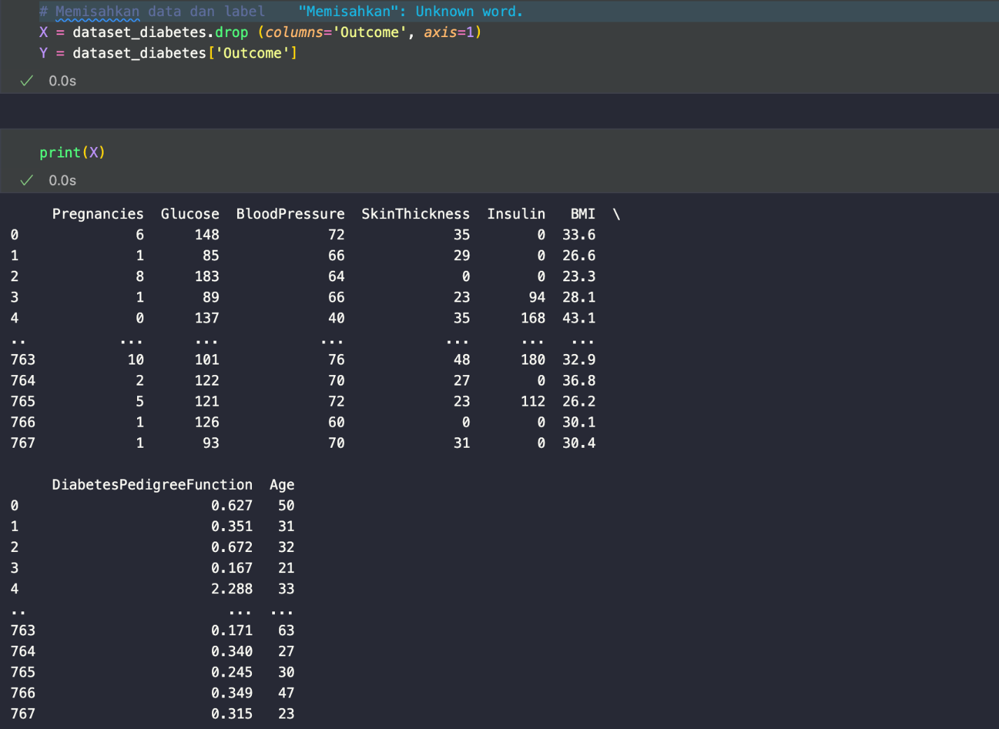 # Memisahkan data dan label    "Memisahkan": Unknown word.
X = dataset_diabetes.drop (columns='Outcome', axis=1)
Y = dataset_diabetes['Outcome']
✓ 0.0s
print(X)
✓ 0.0s
     Pregnancies  Glucose  BloodPressure  SkinThickness  Insulin   BMI  \
0              6      148             72             35        0  33.6
1              1       85             66             29        0  26.6
2              8      183             64              0        0  23.3
3              1       89             66             23       94  28.1
4              0      137             40             35      168  43.1
..           ...      ...            ...            ...      ...   ...
763           10      101             76             48      180  32.9
764            2      122             70             27        0  36.8
765            5      121             72             23      112  26.2
766            1      126             60              0        0  30.1
767            1       93             70             31        0  30.4
     DiabetesPedigreeFunction  Age
0                       0.627   50
1                       0.351   31
2                       0.672   32
3                       0.167   21
4                       2.288   33
..                        ...  ...
763                     0.171   63
764                     0.340   27
765                     0.245   30
766                     0.349   47
767                     0.315   23